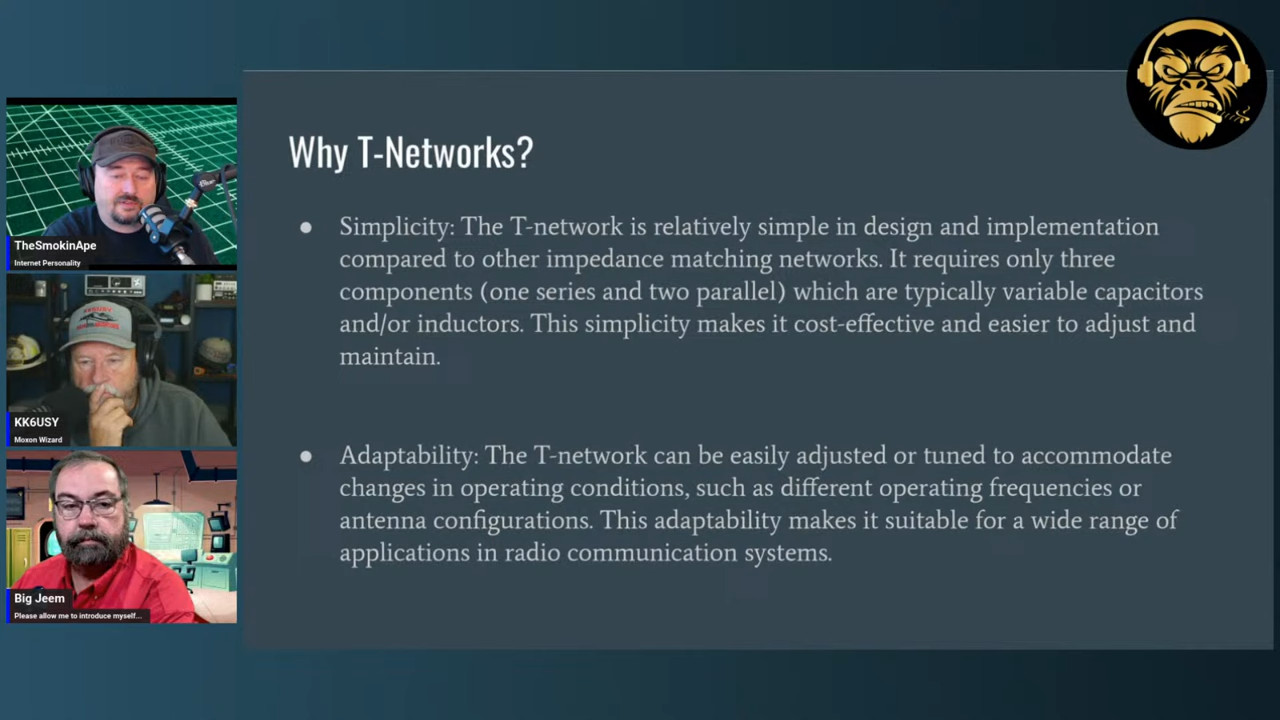 Why T-Networks?
● Simplicity: The T-network is relatively simple in design and implementation
compared to other impedance matching networks. It requires only three
components (one series and two parallel) which are typically variable capacitors
and/or inductors. This simplicity makes it cost-effective and easier to adjust and
maintain.
● Adaptability: The T-network can be easily adjusted or tuned to accommodate
changes in operating conditions, such as different operating frequencies or
antenna configurations. This adaptability makes it suitable for a wide range of
applications in radio communication systems.
TheSmokinApe
Internet Personality
KK6USY
KK6USY
Moxon Wizard
Big Jeem
Please allow me to introduce myself...